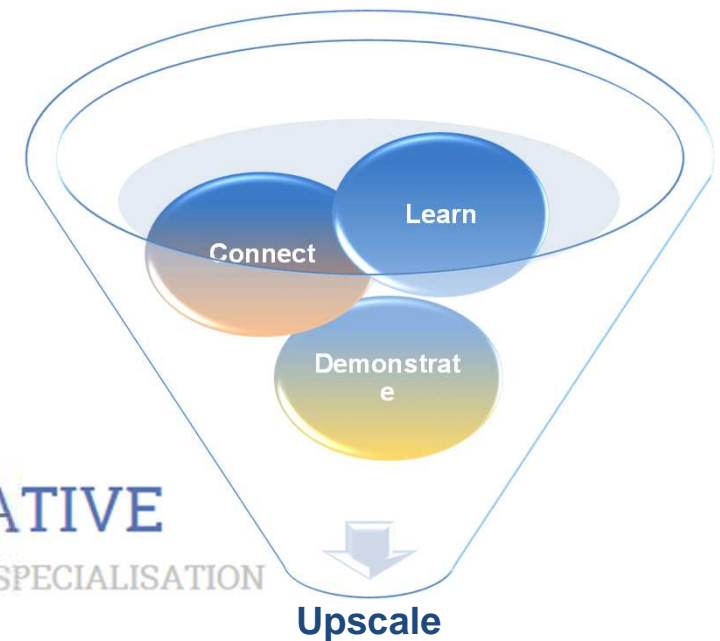 Learn
Connect
Demonstrat
e
ATIVE
SPECIALISATION
Upscale